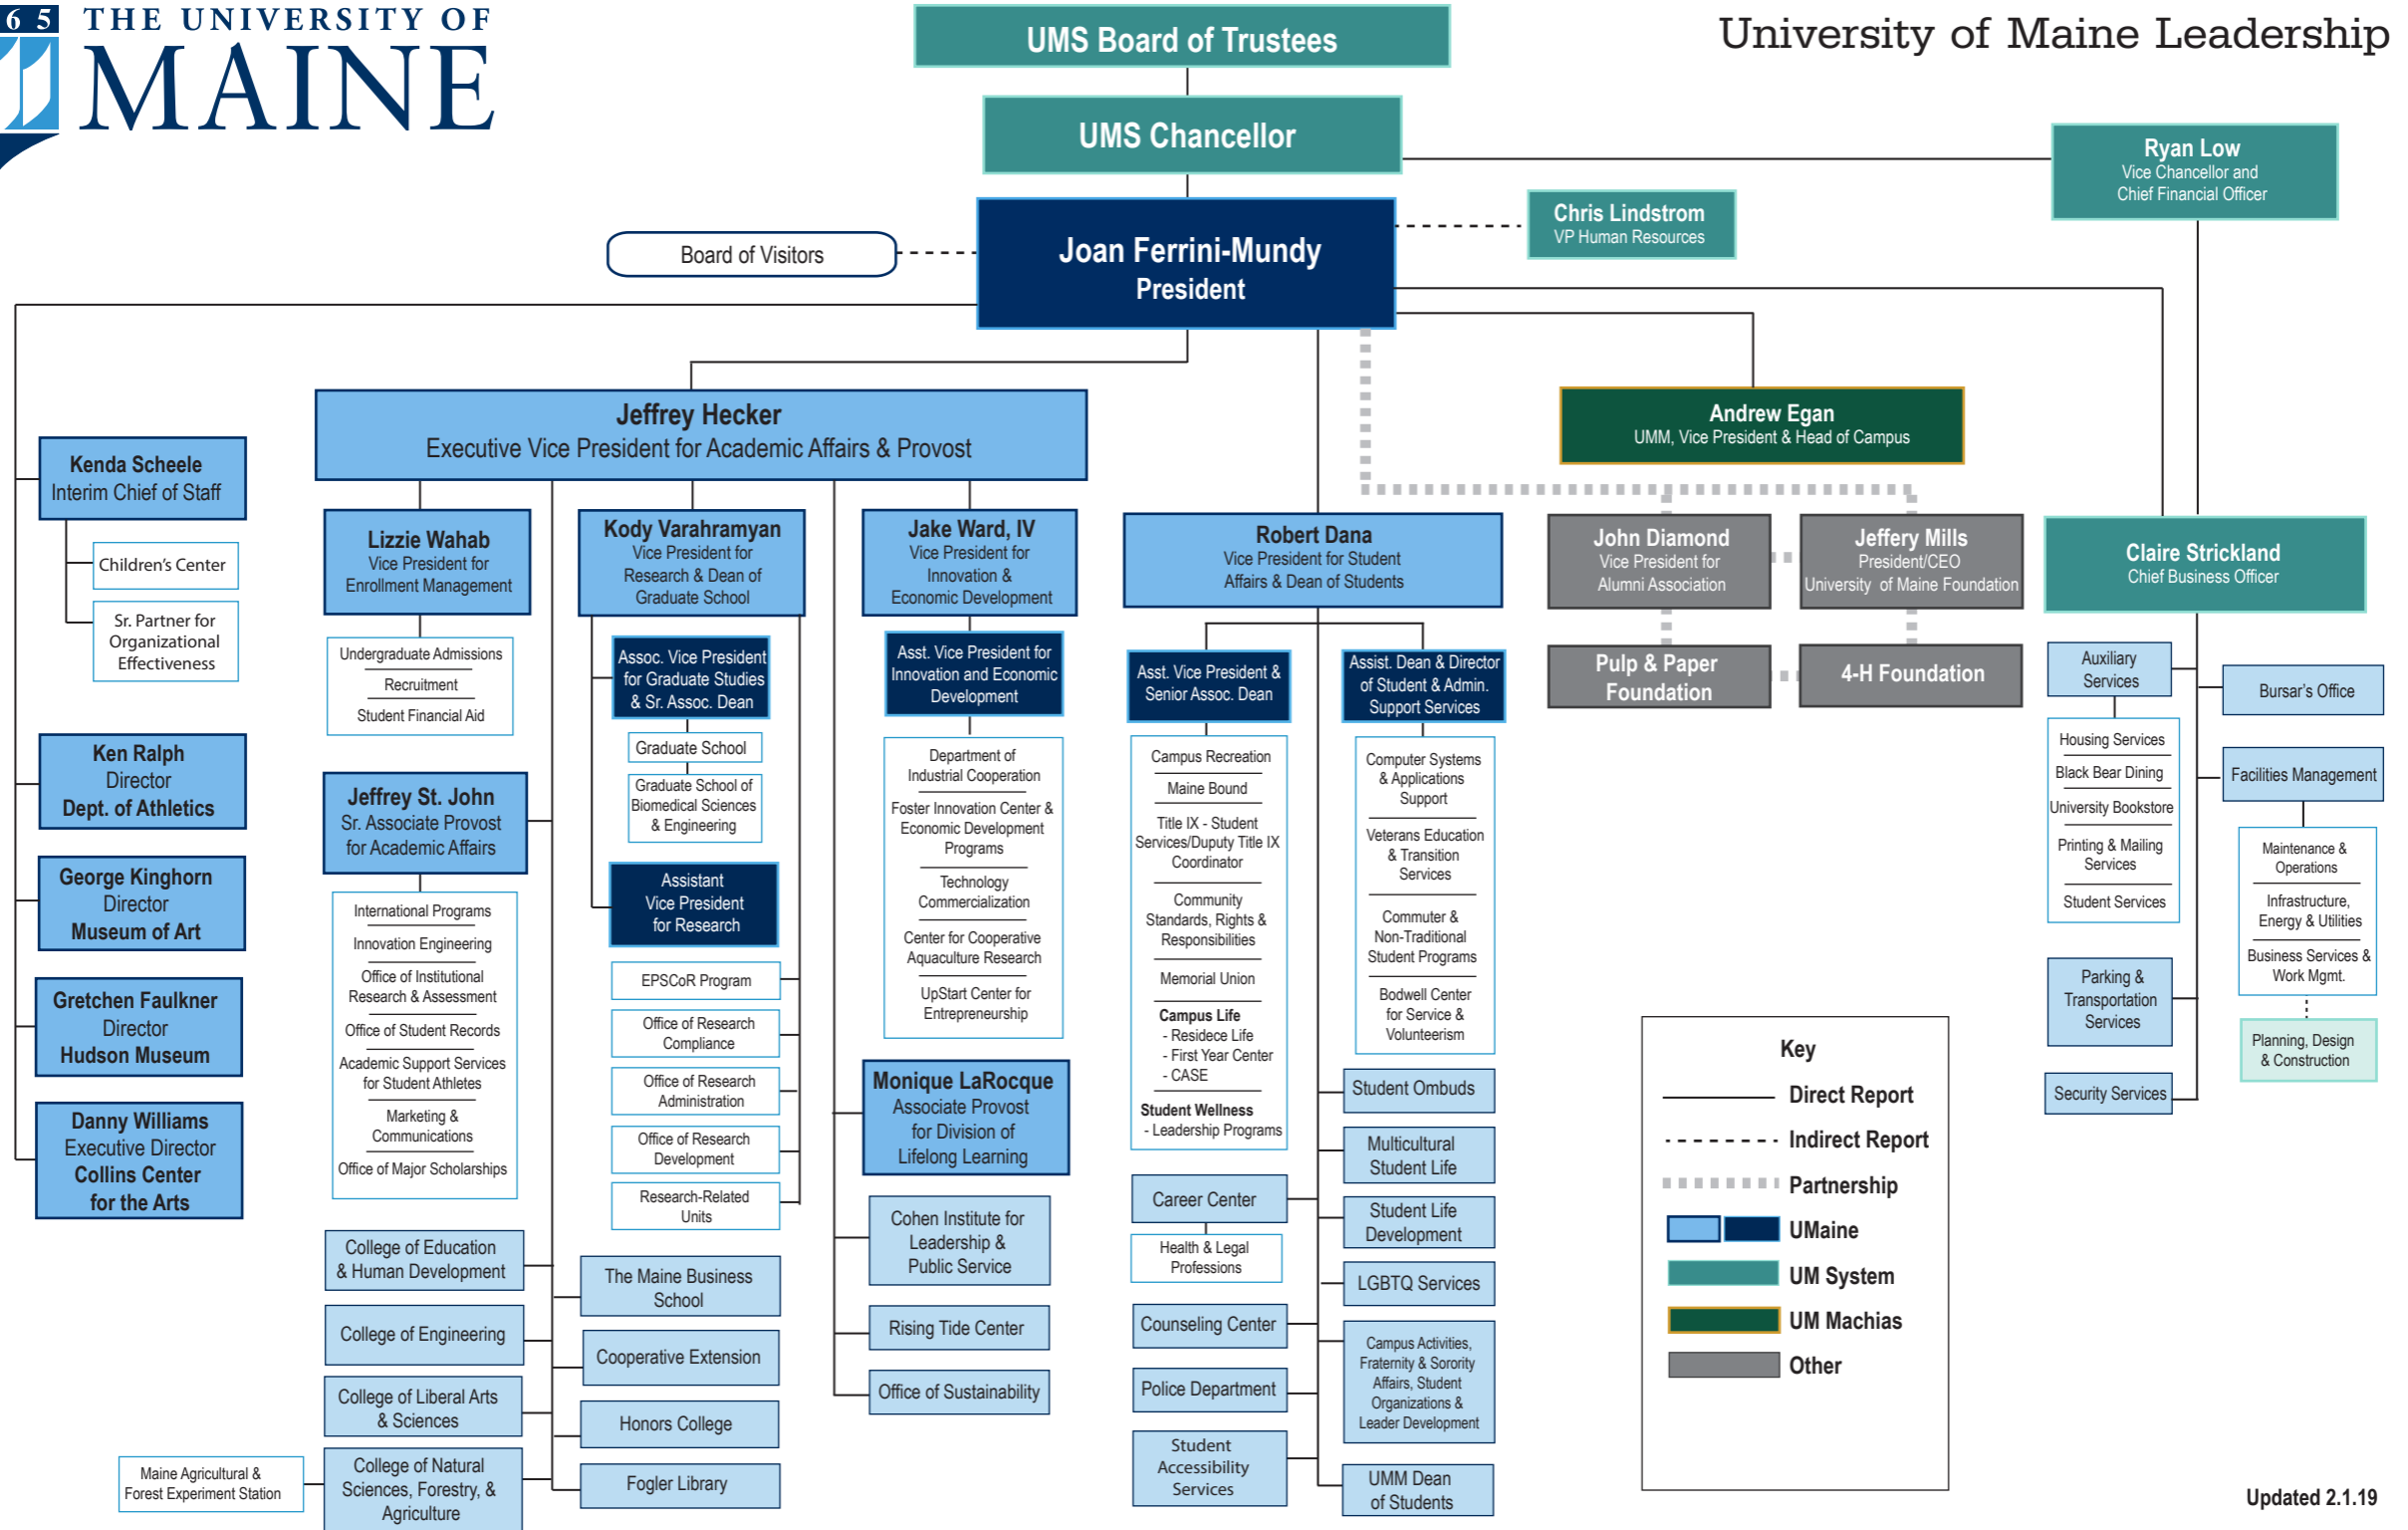 65
THE UNIVERSITY OF
MAINE
University of Maine Leadership
UMS Board of Trustees
UMS Chancellor
Ryan Low
Vice Chancellor and
Chief Financial Officer
Chris Lindstrom
VP Human Resources
Board of Visitors
Joan Ferrini-Mundy
President
Jeffrey Hecker
Executive Vice President for Academic Affairs & Provost
Andrew Egan
UMM, Vice President & Head of Campus
Kenda Scheele
Interim Chief of Staff
Children's Center
Sr. Partner for
Organizational
Effectiveness
Ken Ralph
Director
Dept. of Athletics
George Kinghorn
Director
Museum of Art
Gretchen Faulkner
Director
Hudson Museum
Danny Williams
Executive Director
Collins Center
for the Arts
Lizzie Wahab
Vice President for
Enrollment Management
Undergraduate Admissions
Recruitment
Student Financial Aid
Jeffrey St. John
Sr. Associate Provost
for Academic Affairs
International Programs
Innovation Engineering
Office of Institutional
Research & Assessment
Office of Student Records
Academic Support Services
for Student Athletes
Marketing &
Communications
Office of Major Scholarships
College of Education
& Human Development
College of Engineering
College of Liberal Arts
& Sciences
College of Natural
Sciences, Forestry, &
Agriculture
Maine Agricultural &
Forest Experiment Station
Kody Varahramyan
Vice President for
Research & Dean of
Graduate School
Assoc. Vice President
for Graduate Studies
& Sr. Assoc. Dean
Graduate School
Graduate School of
Biomedical Sciences
& Engineering
Assistant
Vice President
for Research
EPSCoR Program
Office of Research
Compliance
Office of Research
Administration
Office of Research
Development
Research-Related
Units
The Maine Business
School
Cooperative Extension
Honors College
Fogler Library
Jake Ward, IV
Vice President for
Innovation &
Economic Development
Asst. Vice President for
Innovation and Economic
Development
Department of
Industrial Cooperation
Foster Innovation Center &
Economic Development
Programs
Technology
Commercialization
Center for Cooperative
Aquaculture Research
UpStart Center for
Entrepreneurship
Monique LaRocque
Associate Provost
for Division of
Lifelong Learning
Cohen Institute for
Leadership &
Public Service
Rising Tide Center
Office of Sustainability
Robert Dana
Vice President for Student
Affairs & Dean of Students
Asst. Vice President &
Senior Assoc. Dean
Campus Recreation
Maine Bound
Title IX - Student
Services/Duputy Title IX
Coordinator
Community
Standards, Rights &
Responsibilities
Memorial Union
Campus Life
- Residece Life
- First Year Center
- CASE
Student Wellness
- Leadership Programs
Career Center
Health & Legal
Professions
Counseling Center
Police Department
Student
Accessibility
Services
Assist. Dean & Director
of Student & Admin.
Support Services
Computer Systems
& Applications
Support
Veterans Education
& Transition
Services
Commuter &
Non-Traditional
Student Programs
Bodwell Center
for Service &
Volunteerism
Student Ombuds
Multicultural
Student Life
Student Life
Development
LGBTQ Services
Campus Activities,
Fraternity & Sorority
Affairs, Student
Organizations &
Leader Development
UMM Dean
of Students
John Diamond
Vice President for
Alumni Association
Jeffery Mills
President/CEO
University of Maine Foundation
Pulp & Paper
Foundation
4-H Foundation
Claire Strickland
Chief Business Officer
Auxiliary
Services
Housing Services
Black Bear Dining
University Bookstore
Printing & Mailing
Services
Student Services
Parking &
Transportation
Services
Security Services
Bursar's Office
Facilities Management
Maintenance &
Operations
Infrastructure,
Energy & Utilities
Business Services &
Work Mgmt.
Planning, Design
& Construction
Key
Direct Report
Indirect Report
Partnership
UMaine
UM System
UM Machias
Other
Updated 2.1.19